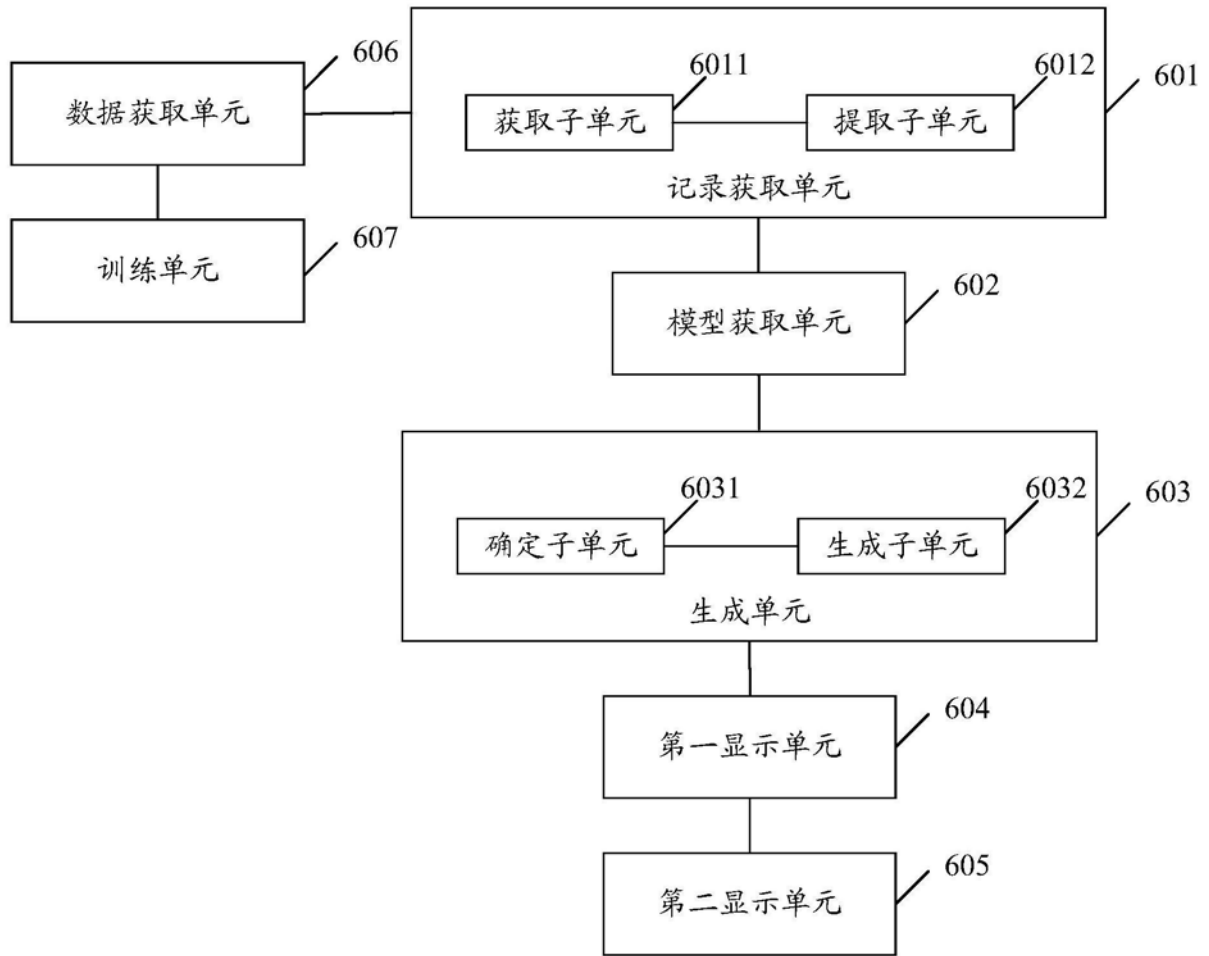 606
数据获取单元
6011
6012
601
获取子单元
提取子单元
记录获取单元
607
训练单元
602
模型获取单元
6031
6032
603
确定子单元
生成子单元
生成单元
604
第一显示单元
605
第二显示单元